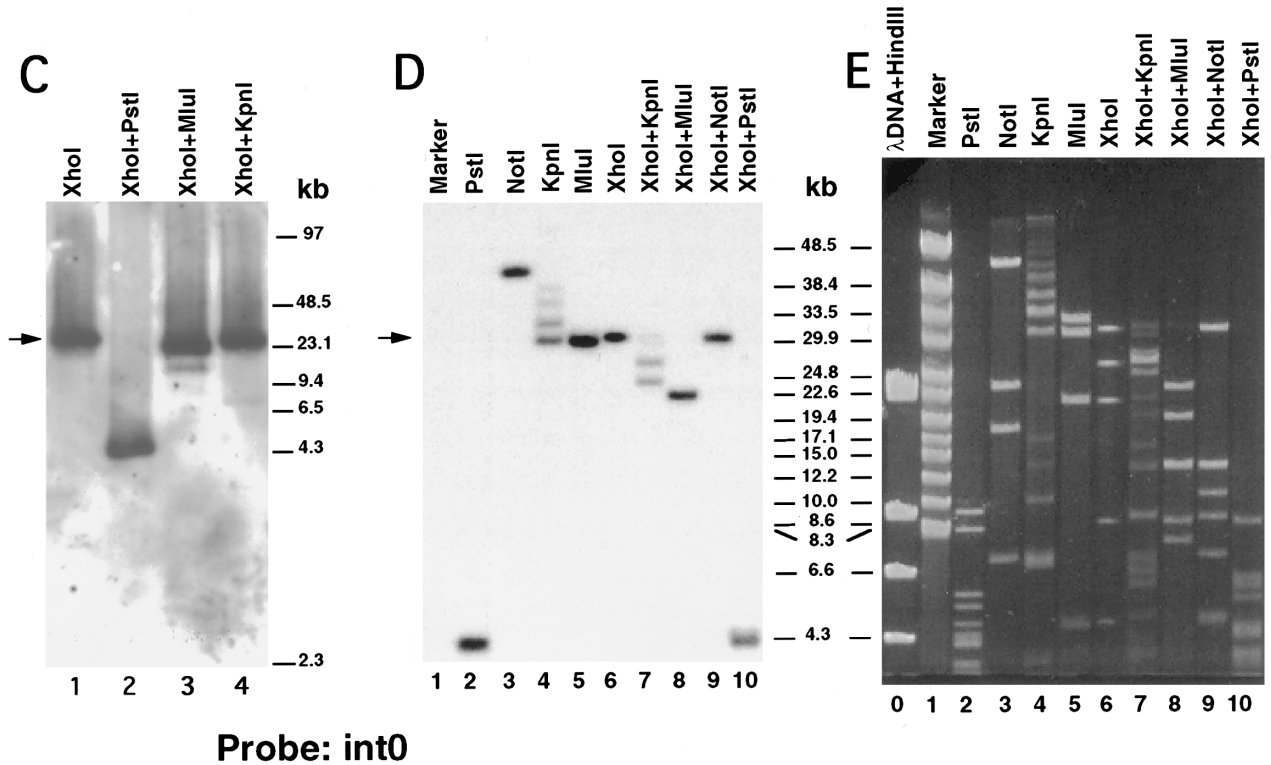 C
XhoI
XhoI+PstI
XhoI+MluI
XhoI+KpnI
kb
97
48.5
23.1
9.4
6.5
4.3
2.3
1 2 3 4
D
Marker
PstI
NotI
KpnI
MluI
XhoI
XhoI+KpnI
XhoI+MluI
XhoI+NotI
XhoI+PstI
kb
48.5
38.4
33.5
29.9
24.8
22.6
19.4
17.1
15.0
12.2
10.0
8.6
8.3
6.6
4.3
1 2 3 4 5 6 7 8 9 10
E
λDNA+HindIII
Marker
PstI
NotI
KpnI
MluI
XhoI
XhoI+KpnI
XhoI+MluI
XhoI+NotI
XhoI+PstI
0 1 2 3 4 5 6 7 8 9 10
Probe: int0